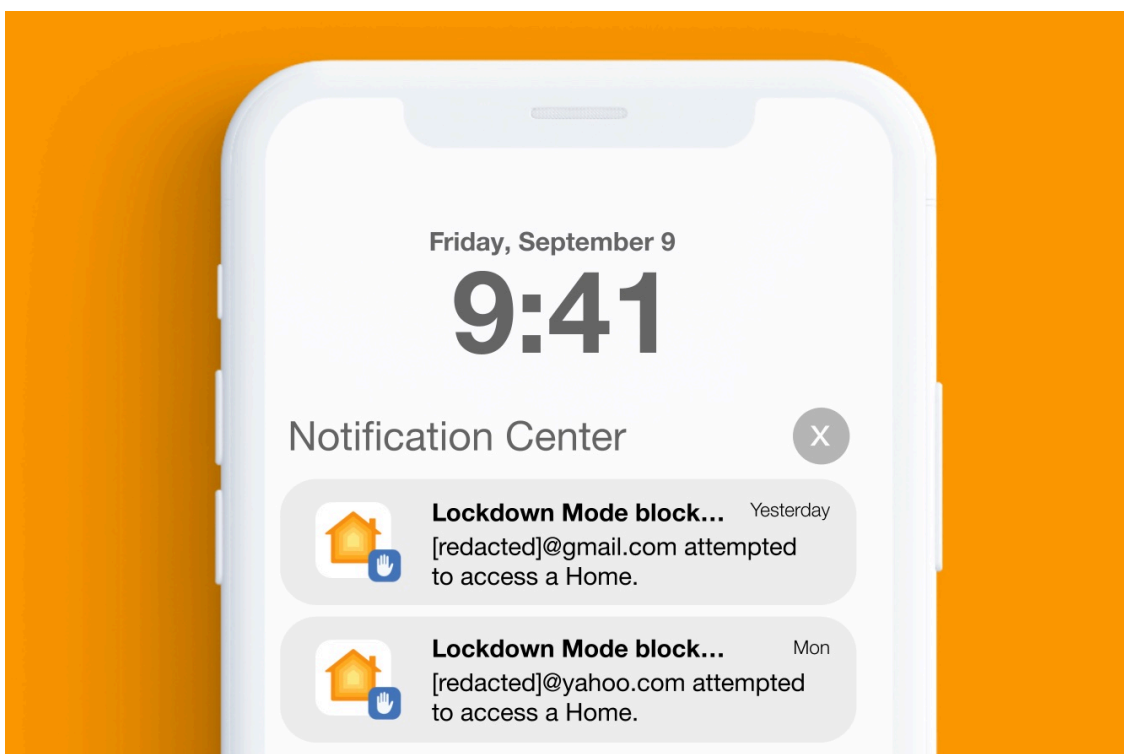 Friday, September 9
9:41
Notification Center
X
Lockdown Mode block...
Yesterday
[redacted]@gmail.com attempted
to access a Home.
Lockdown Mode block...
Mon
[redacted]@yahoo.com attempted
to access a Home.